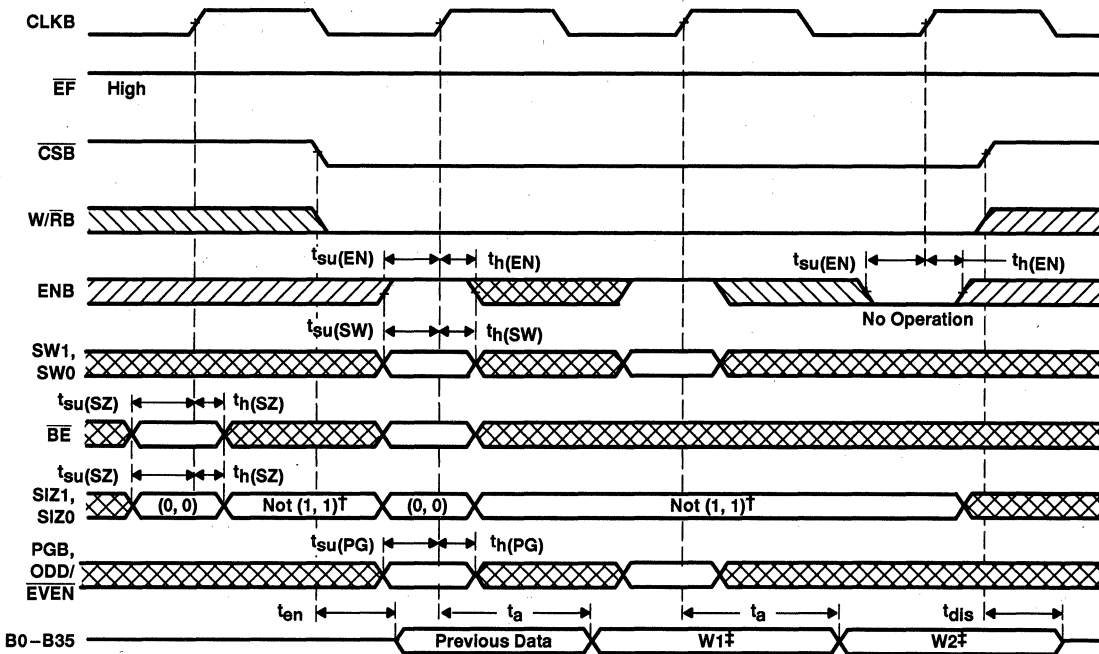 CLKB
EF High
CSB
W/RB
tsu(EN) th(EN) tsu(EN) th(EN)
ENB
No Operation
tsu(SW) th(SW)
SW1,
SW0
tsu(SZ) th(SZ)
BE
tsu(SZ) th(SZ)
SIZ1,
SIZ0
(0, 0) Not (1, 1)† (0, 0) Not (1, 1)†
tsu(PG) th(PG)
PGB,
ODD/
EVEN
ten ta ta tdis
B0–B35 Previous Data W1‡ W2‡